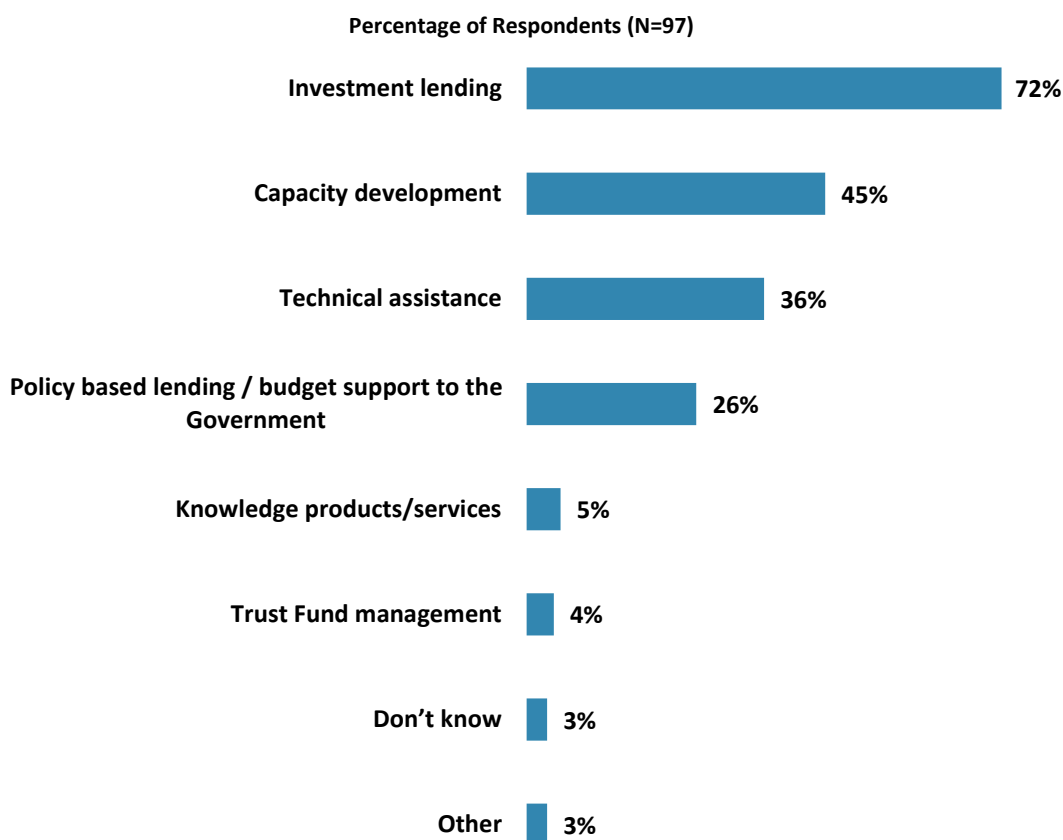 Percentage of Respondents (N=97)
Investment lending 72%
Capacity development 45%
Technical assistance 36%
Policy based lending / budget support to the
Government 26%
Knowledge products/services 5%
Trust Fund management 4%
Don’t know 3%
Other 3%